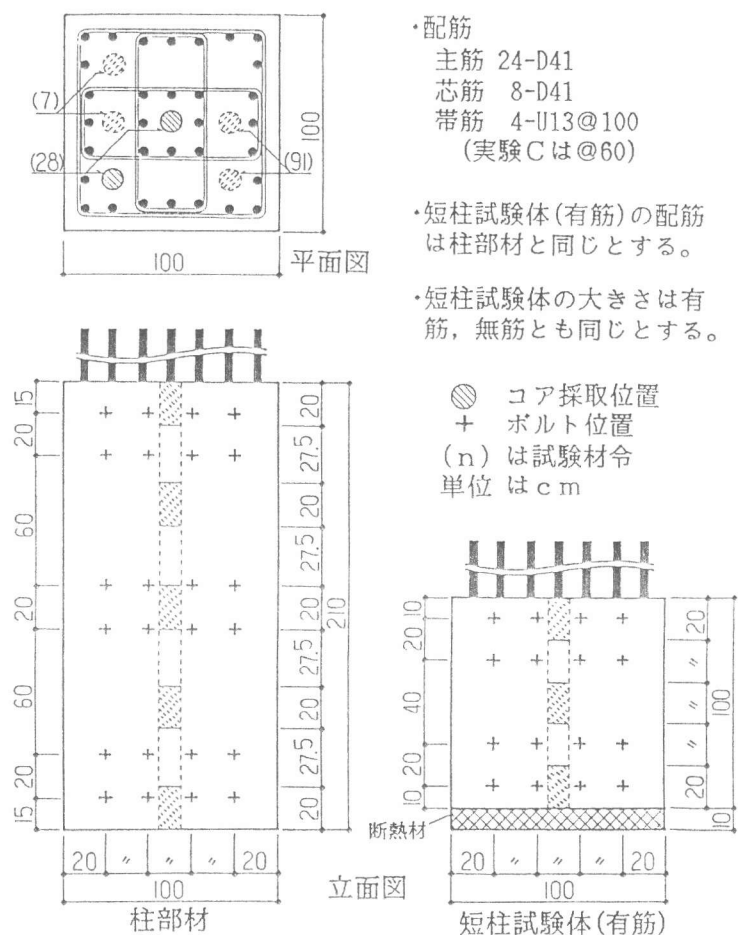 ・配筋
主筋 24-D41
芯筋 8-D41
帯筋 4-U13@100
(実験Cは@60)
・短柱試験体(有筋)の配筋
は柱部材と同じとする。
・短柱試験体の大きさは有
筋，無筋とも同じとする。
コア採取位置
ボルト位置
(n) は試験材令
単位 はcm
(7)
(28)
(91)
100
100
平面図
15
20
60
20
60
20
15
20
27.5
20
27.5
20
27.5
20
27.5
20
210
20 〃 〃 〃 20
100
柱部材
立面図
10
20
40
20
10
20
〃
〃
〃
20
100
10
断熱材
20 〃 〃 〃 20
100
短柱試験体(有筋)